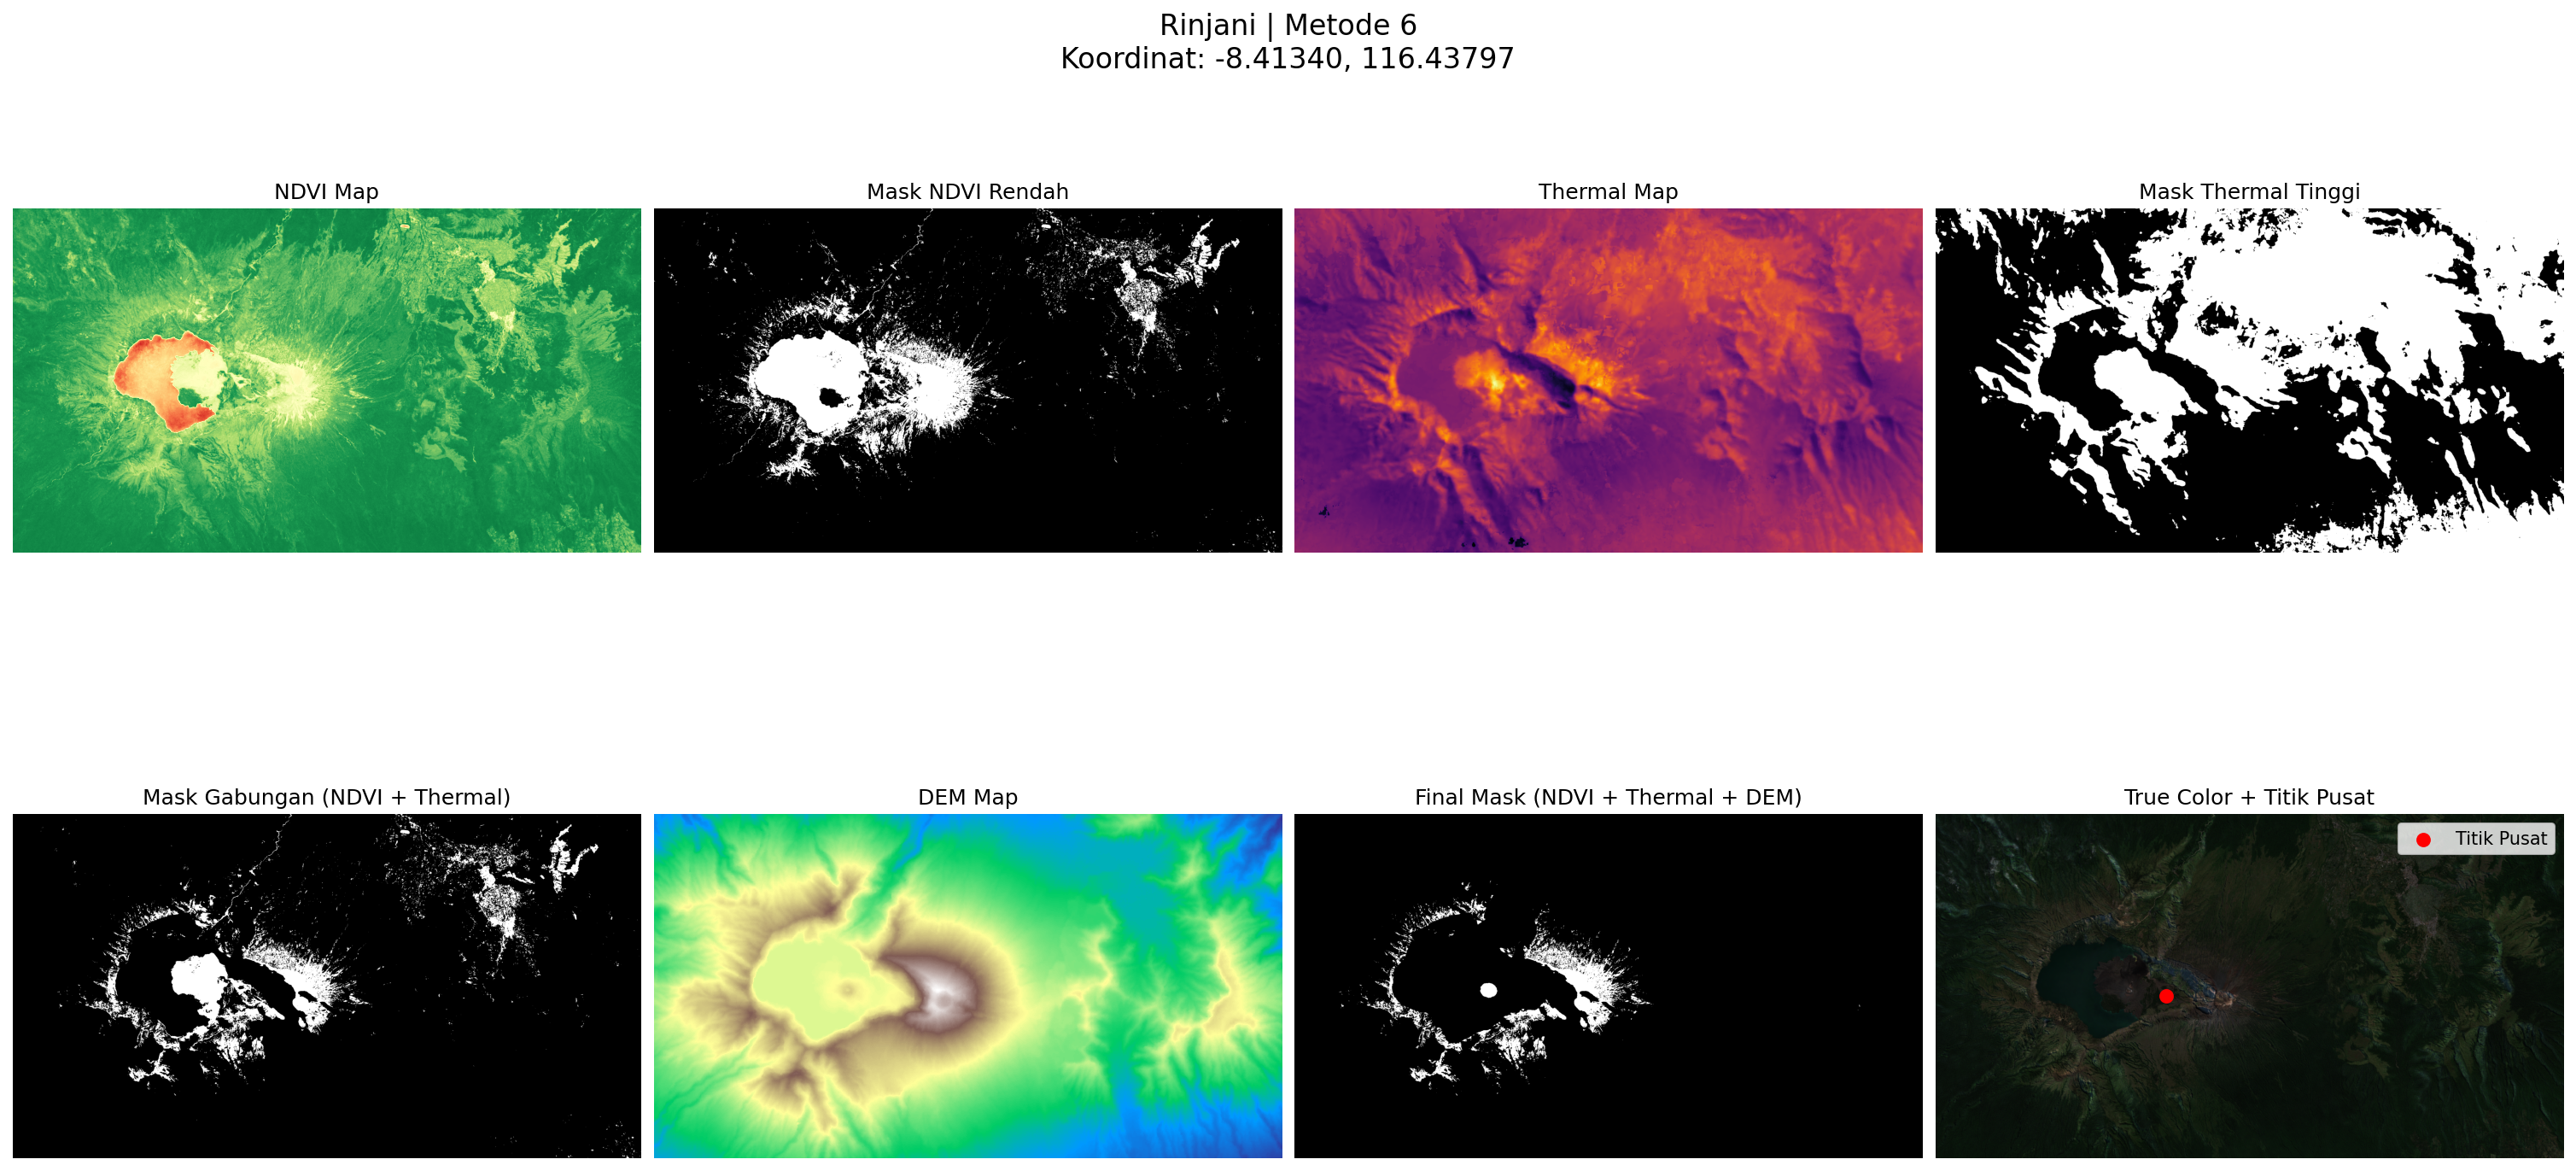 Rinjani | Metode 6
Koordinat: -8.41340, 116.43797
NDVI Map
Mask NDVI Rendah
Thermal Map
Mask Thermal Tinggi
Mask Gabungan (NDVI + Thermal)
DEM Map
Final Mask (NDVI + Thermal + DEM)
True Color + Titik Pusat
Titik Pusat